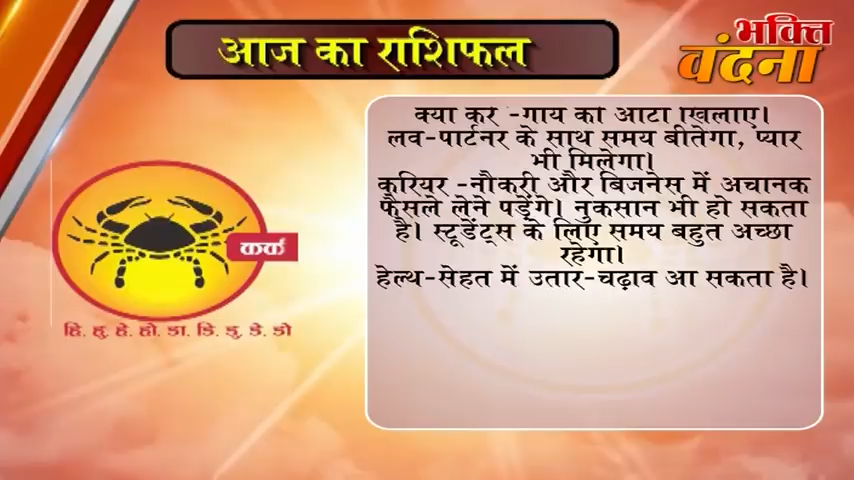 आज का राशिफल
भक्ति
वंदना
क्या कर -गाय का आटा खिलाए।
लव-पार्टनर के साथ समय बीतेगा, प्यार
भी मिलेगा।
करियर -नौकरी और बिजनेस में अचानक
फैसले लेने पड़ेंगे। नुकसान भी हो सकता
है। स्टूडेंट्स के लिए समय बहुत अच्छा
रहेगा।
हेल्थ-सेहत में उतार-चढ़ाव आ सकता है।
कर्क
हि. हु. हे. हो. डा. डि. डु. डे. डो